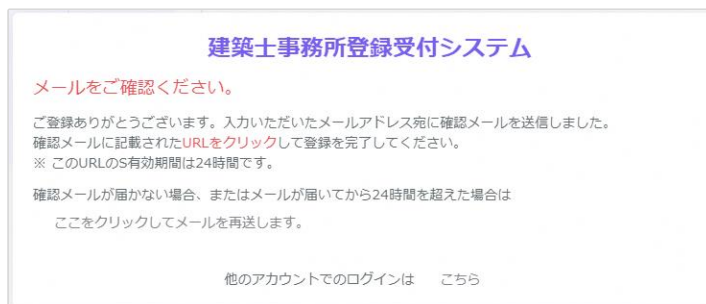 建築士事務所登録受付システム
メールをご確認ください。
ご登録ありがとうございます。入力いただいたメールアドレス宛に確認メールを送信しました。
確認メールに記載されたURLをクリックして登録を完了してください。
※ このURLのS有効期間は24時間です。
確認メールが届かない場合、またはメールが届いてから24時間を超えた場合は
ここをクリックしてメールを再送します。
他のアカウントでのログインは こちら